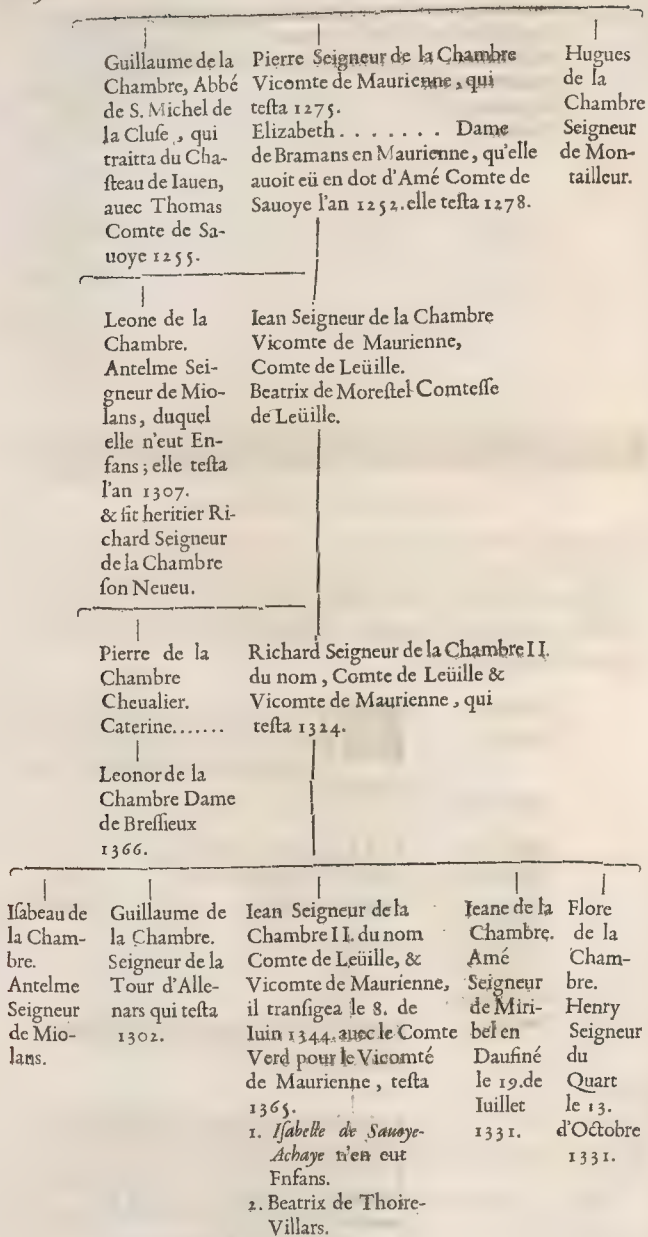 Guillaume de la
Chambre, Abbé
de S. Michel de
la Cluſe, qui
traitta du Cha-
ſteau de Iauen,
auec Thomas
Comte de Sa-
uoye 1255.
Pierre Seigneur de la Chambre
Vicomte de Maurienne, qui
teſta 1275.
Elizabeth . . . . . . . Dame
de Bramans en Maurienne, qu'elle
auoit eü en dot d'Amé Comte de
Sauoye l'an 1252. elle teſta 1278.
Hugues
de la
Chambre
Seigneur
de Mon-
tailleur.
Leone de la
Chambre.
Antelme Sei-
gneur de Mio-
lans, duquel
elle n'eut En-
fans; elle teſta
l'an 1307.
& fit heritier Ri-
chard Seigneur
de la Chambre
ſon Neueu.
Iean Seigneur de la Chambre
Vicomte de Maurienne,
Comte de Leüille.
Beatrix de Moreſtel Comteſſe
de Leüille.
Pierre de la
Chambre
Cheualier.
Caterine.......
Richard Seigneur de la Chambre II.
du nom, Comte de Leüille &
Vicomte de Maurienne, qui
teſta 1324.
Leonor de la
Chambre Dame
de Breſſieux
1366.
Iſabeau de
la Cham-
bre.
Antelme
Seigneur
de Mio-
lans.
Guillaume de
la Chambre.
Seigneur de la
Tour d'Alle-
nars qui teſta
1302.
Iean Seigneur de la
Chambre II. du nom
Comte de Leüille, &
Vicomte de Maurienne,
il tranſigea le 8. de
Iuin 1344. auec le Comte
Verd pour le Vicomté
de Maurienne, teſta
1365.
1. Iſabelle de Sauoye-
Achaye n'en eut
Enfans.
2. Beatrix de Thoire-
Villars.
Ieane de la
Chambre.
Amé
Seigneur
de Miri-
bel en
Daufiné
le 19. de
Iuillet
1331.
Flore
de la
Cham-
bre.
Henry
Seigneur
du
Quart
le 13.
d'Octobre
1331.